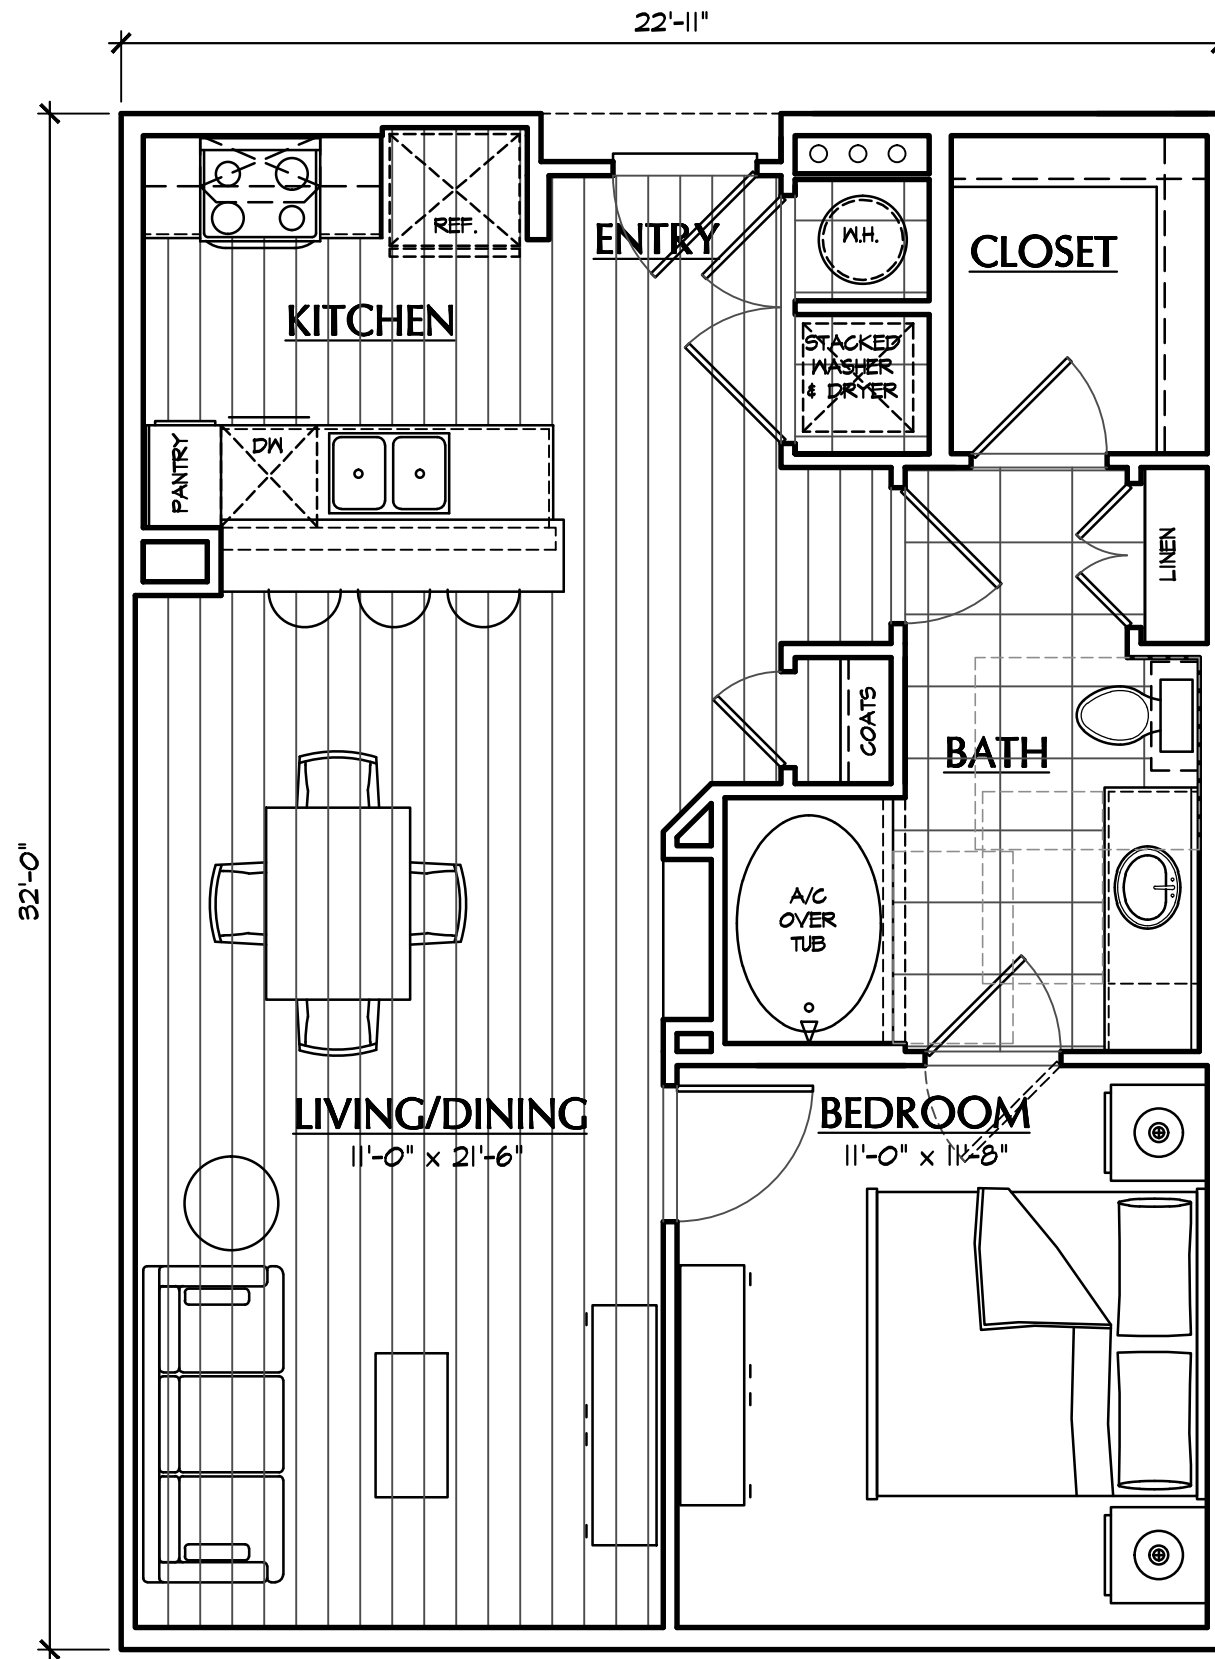 22'-11"
REF.
ENTRY
W.H.
CLOSET
KITCHEN
STACKED
WASHER
& DRYER
PANTRY
DW
LINEN
COATS
BATH
32'-0"
A/C
OVER
TUB
LIVING/DINING
11'-0" x 21'-6"
BEDROOM
11'-0" x 11'-8"